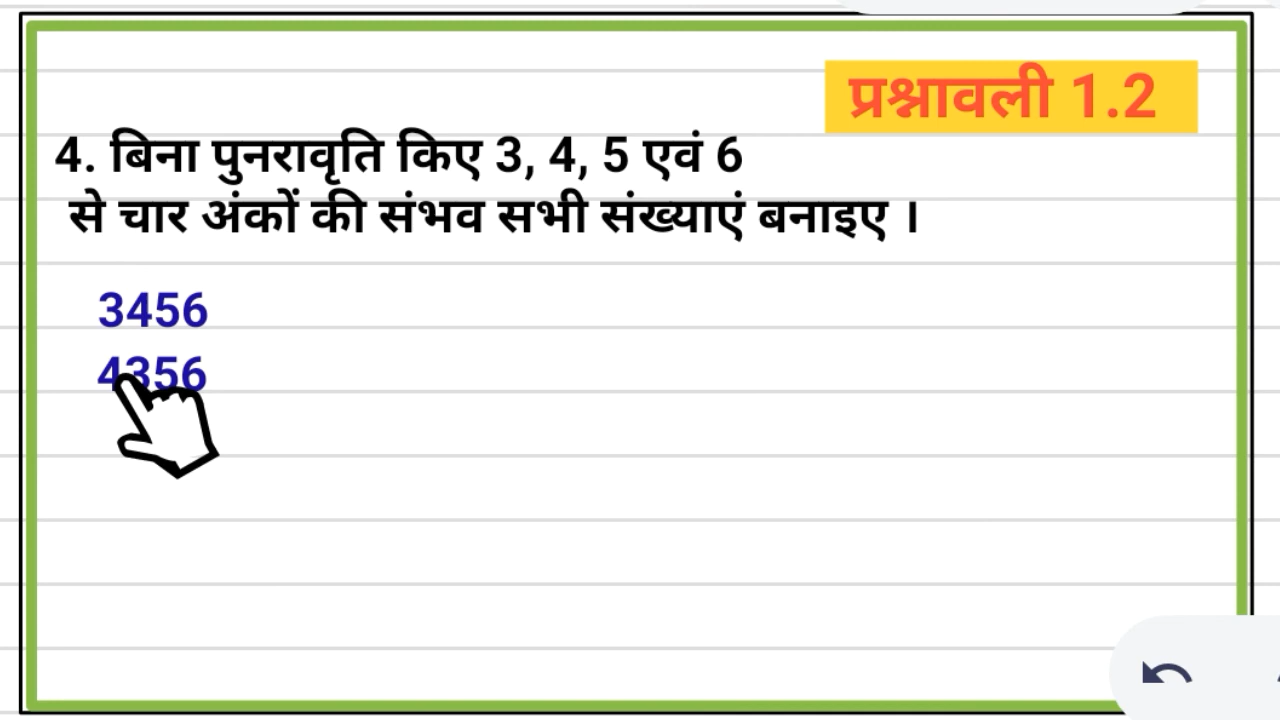 प्रश्नावली 1.2
4. बिना पुनरावृति किए 3, 4, 5 एवं 6
से चार अंकों की संभव सभी संख्याएं बनाइए ।
3456
4356